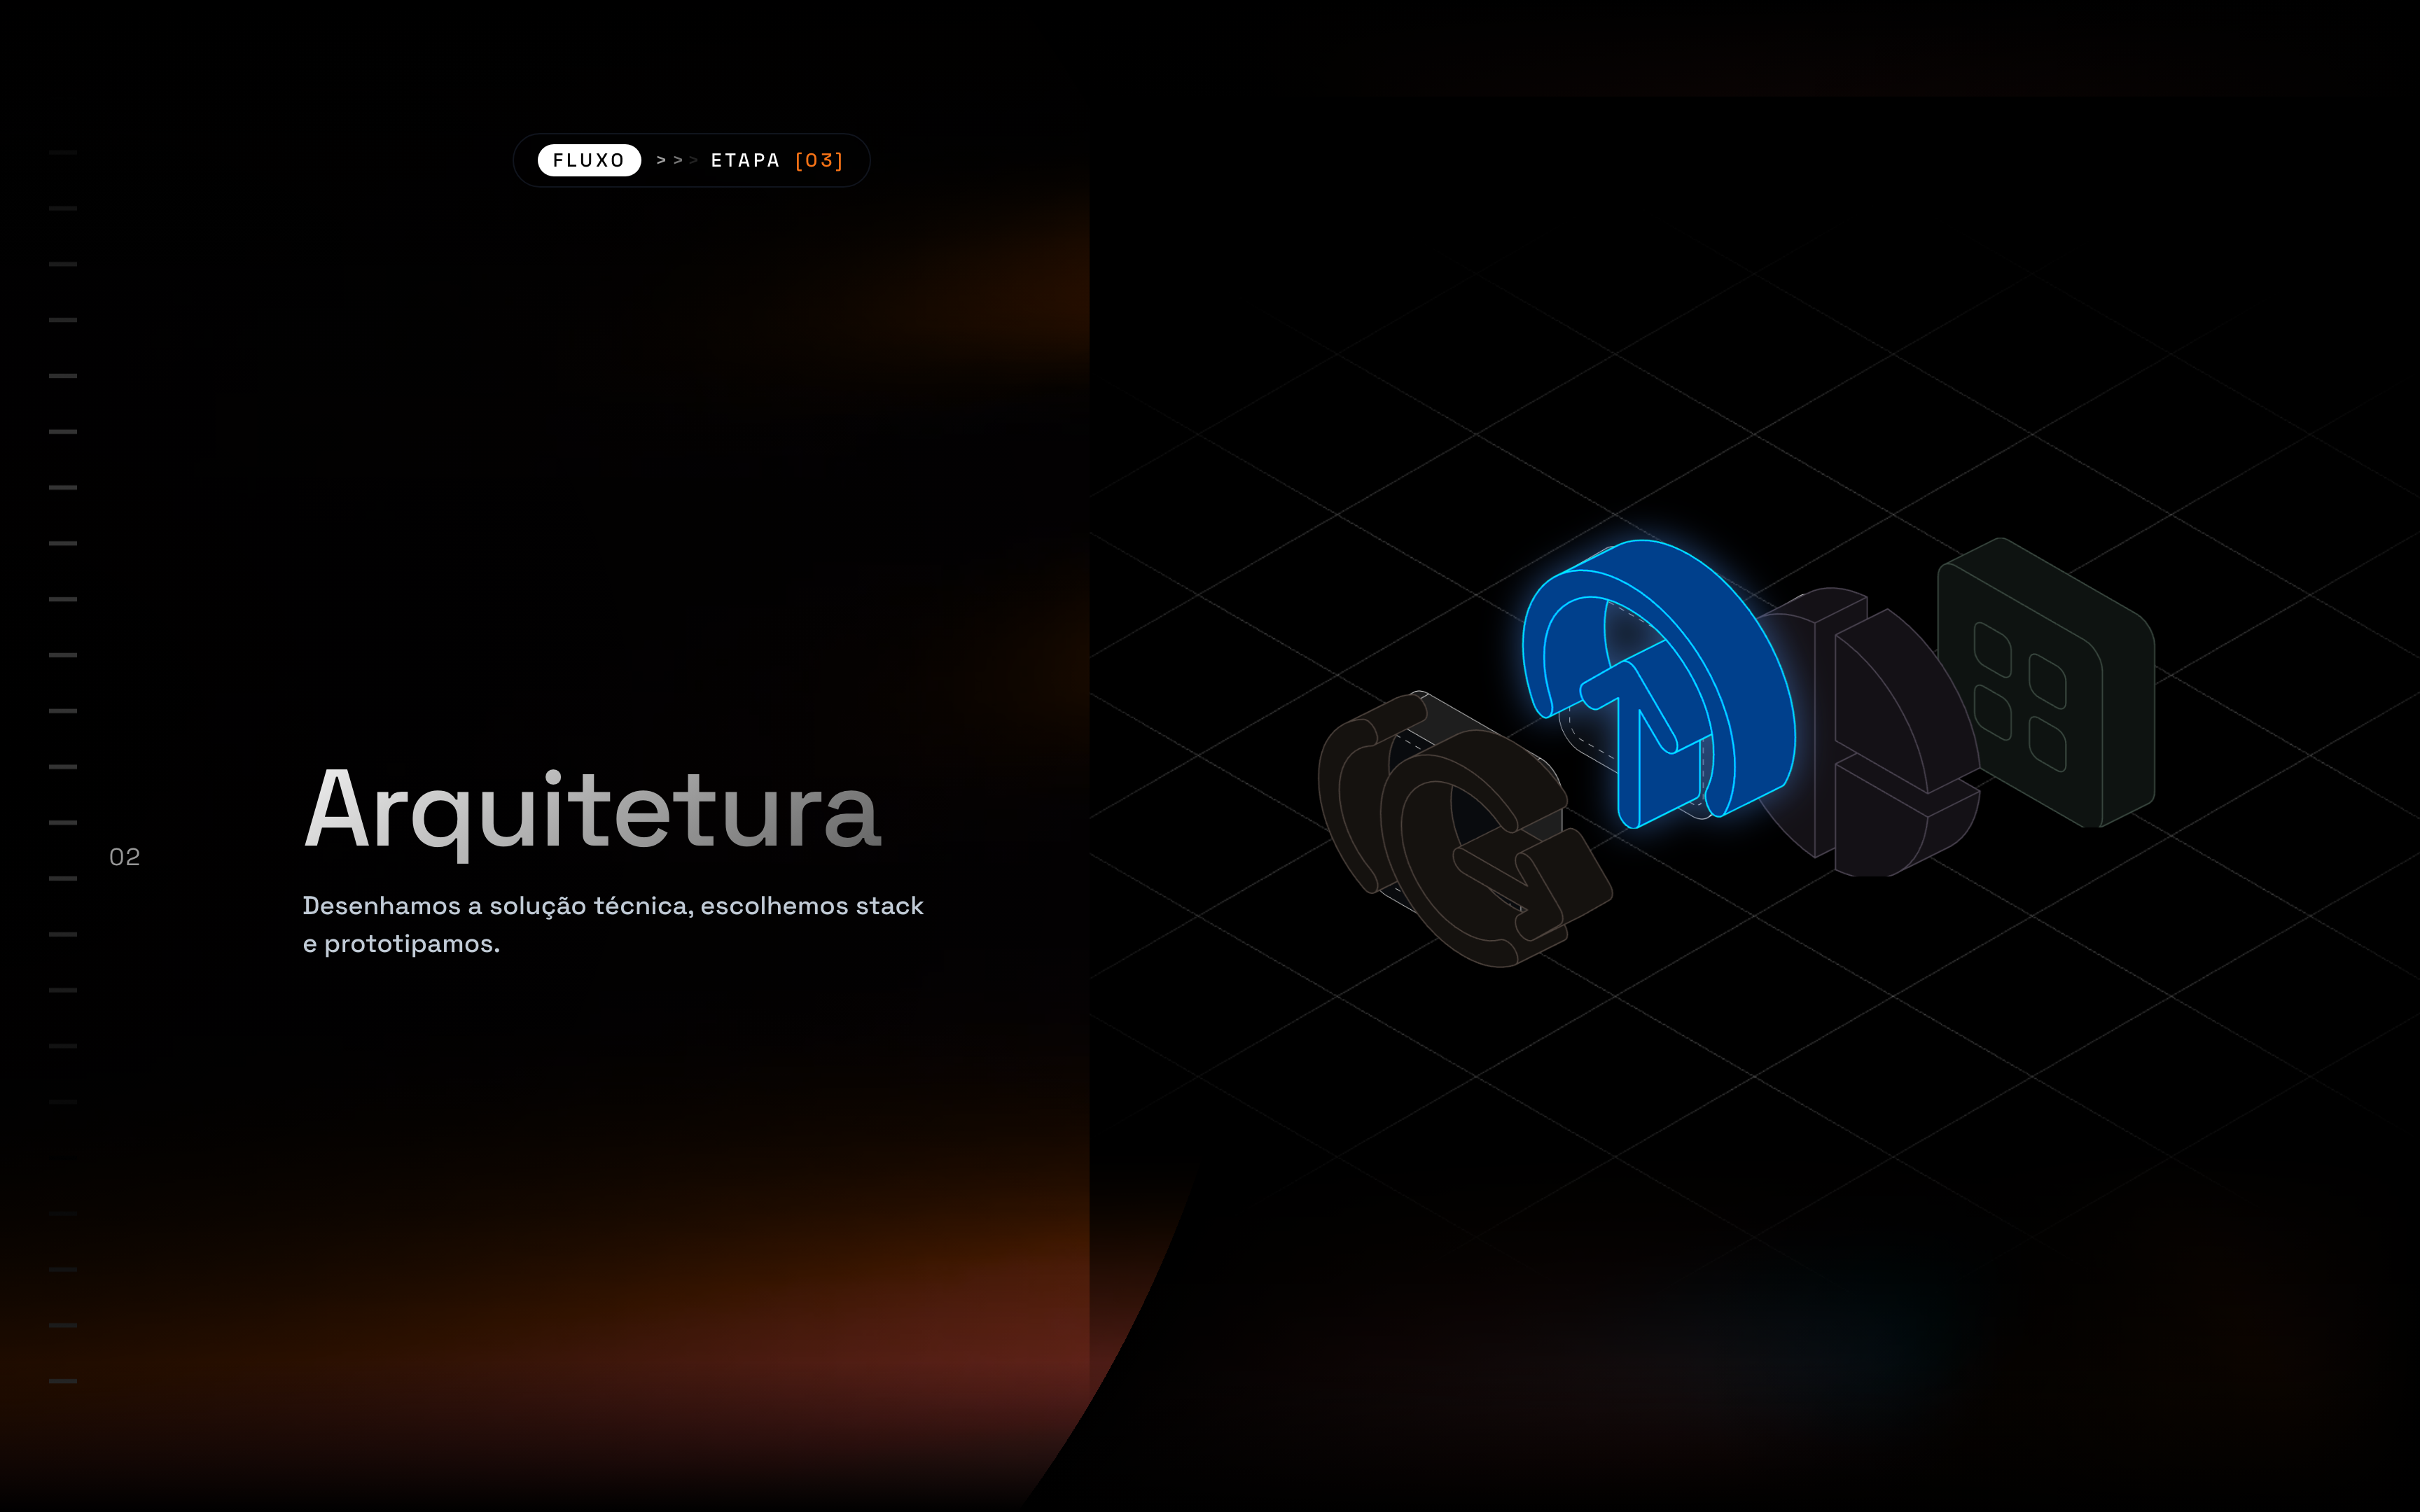 FLUXO >>> ETAPA [03]
02
Arquitetura
Desenhamos a solução técnica, escolhemos stack
e prototipamos.